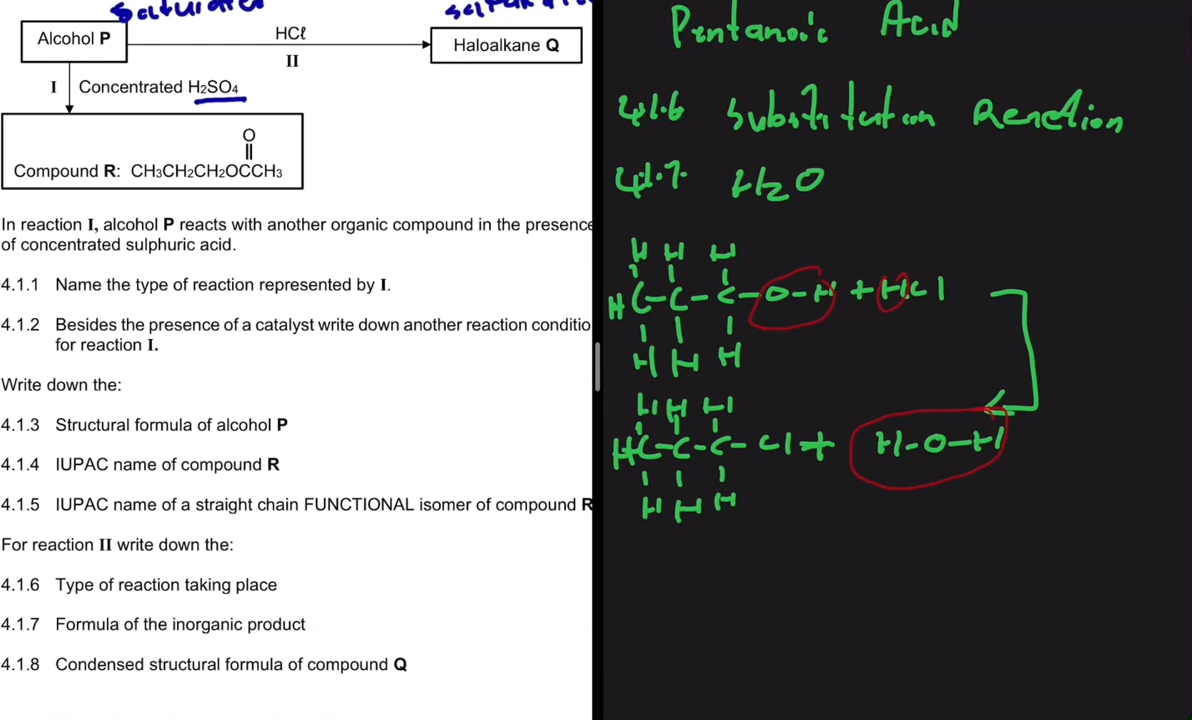 saturated
Alcohol P
HCℓ
II
Haloalkane Q
I Concentrated H2SO4
O
||
Compound R: CH3CH2CH2OCCH3
In reaction I, alcohol P reacts with another organic compound in the presence
of concentrated sulphuric acid.
4.1.1 Name the type of reaction represented by I.
4.1.2 Besides the presence of a catalyst write down another reaction conditio
for reaction I.
Write down the:
4.1.3 Structural formula of alcohol P
4.1.4 IUPAC name of compound R
4.1.5 IUPAC name of a straight chain FUNCTIONAL isomer of compound R
For reaction II write down the:
4.1.6 Type of reaction taking place
4.1.7 Formula of the inorganic product
4.1.8 Condensed structural formula of compound Q
Pentanoic Acid
4.1.6 Substitution Reaction
4.1.7. H2O
H H H
H C-C-C-O-H + HCl
H H H
H H H
H C-C-C-Cl + H-O-H
H H H